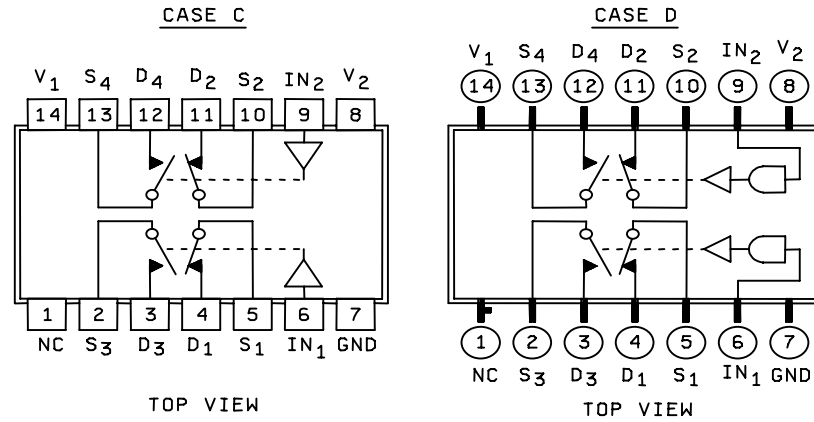 CASE C
V1 S4 D4 D2 S2 IN2 V2
14 13 12 11 10 9 8
1 2 3 4 5 6 7
NC S3 D3 D1 S1 IN1 GND
TOP VIEW
CASE D
V1 S4 D4 D2 S2 IN2 V2
14 13 12 11 10 9 8
1 2 3 4 5 6 7
NC S3 D3 D1 S1 IN1 GND
TOP VIEW